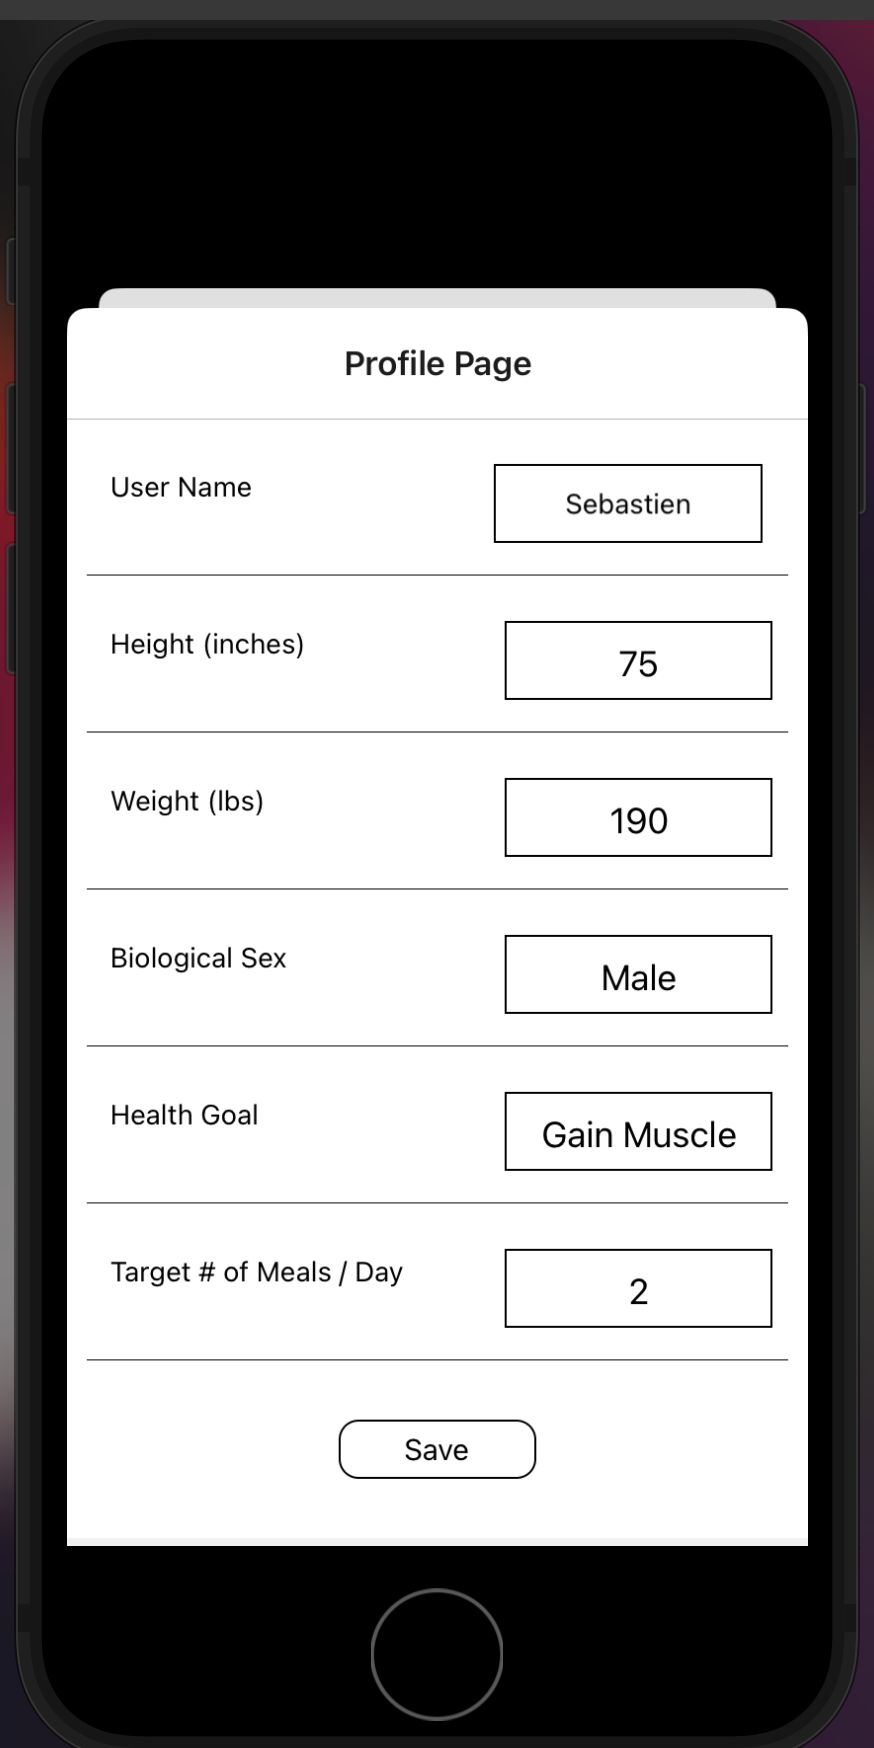 Profile Page
User Name
Sebastien
Height (inches)
75
Weight (lbs)
190
Biological Sex
Male
Health Goal
Gain Muscle
Target # of Meals / Day
2
Save